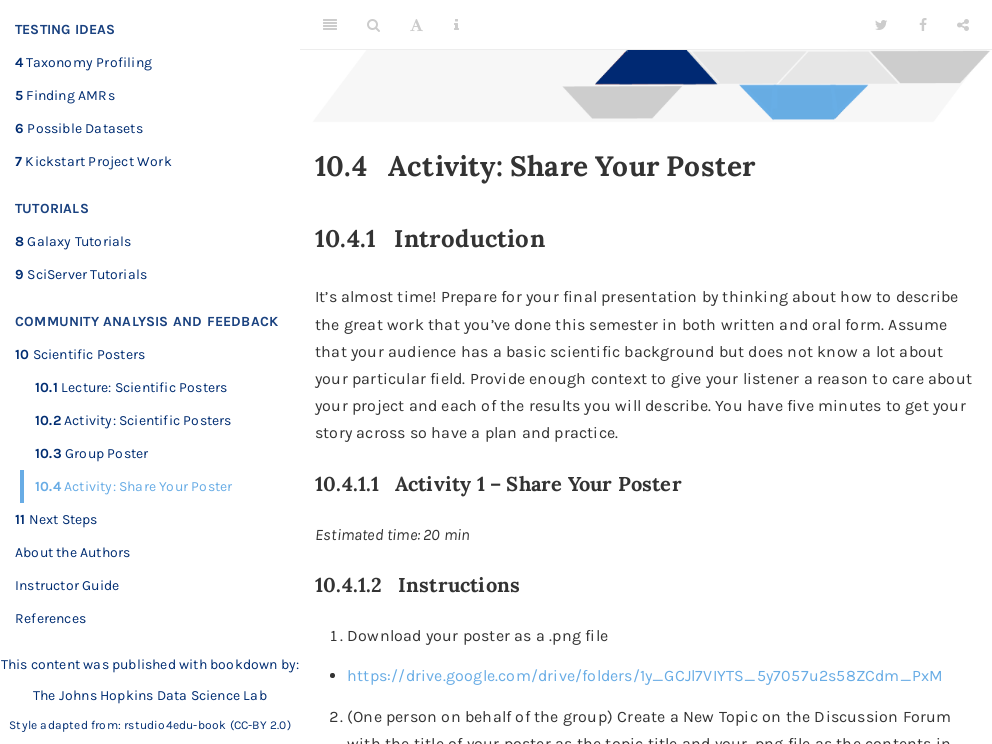 TESTING IDEAS
4 Taxonomy Profiling
5 Finding AMRs
6 Possible Datasets
7 Kickstart Project Work
TUTORIALS
8 Galaxy Tutorials
9 SciServer Tutorials
COMMUNITY ANALYSIS AND FEEDBACK
10 Scientific Posters
10.1 Lecture: Scientific Posters
10.2 Activity: Scientific Posters
10.3 Group Poster
10.4 Activity: Share Your Poster
11 Next Steps
About the Authors
Instructor Guide
References
This content was published with bookdown by:
The Johns Hopkins Data Science Lab
Style adapted from: rstudio4edu-book (CC-BY 2.0)
10.4 Activity: Share Your Poster
10.4.1 Introduction
It’s almost time! Prepare for your final presentation by thinking about how to describe
the great work that you’ve done this semester in both written and oral form. Assume
that your audience has a basic scientific background but does not know a lot about
your particular field. Provide enough context to give your listener a reason to care about
your project and each of the results you will describe. You have five minutes to get your
story across so have a plan and practice.
10.4.1.1 Activity 1 – Share Your Poster
Estimated time: 20 min
10.4.1.2 Instructions
1. Download your poster as a .png file
• https://drive.google.com/drive/folders/1y_GCJl7VIYTS_5y7057u2s58ZCdm_PxM
2. (One person on behalf of the group) Create a New Topic on the Discussion Forum
with the title of your poster as the topic title and your .png file as the contents in